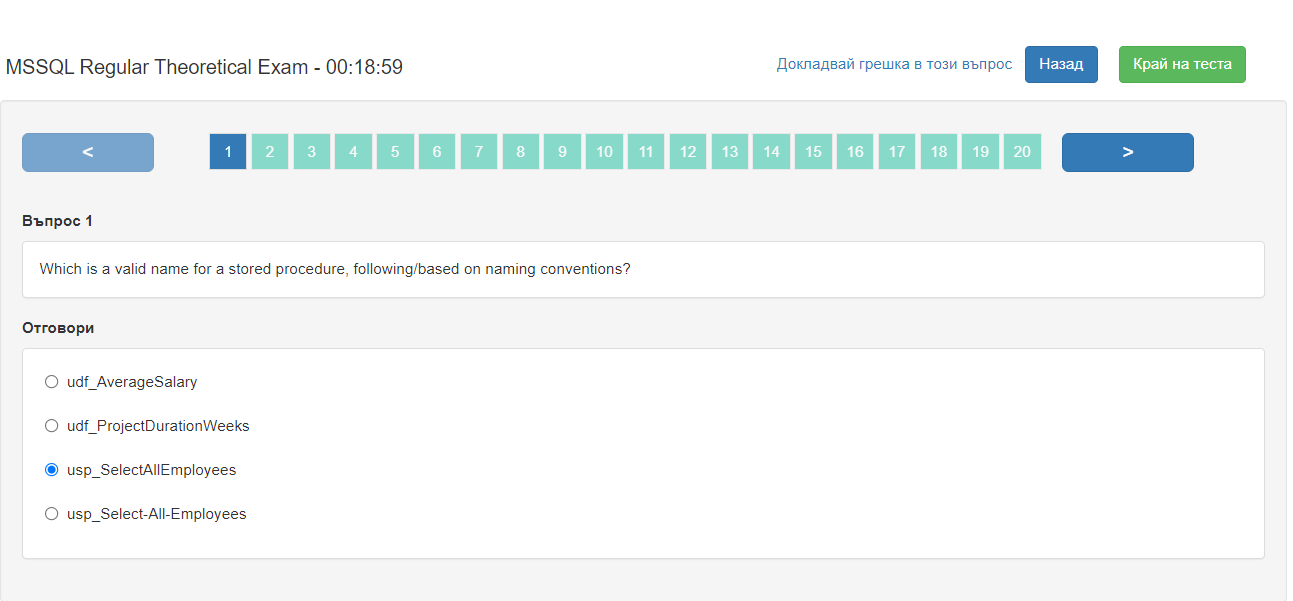 MSSQL Regular Theoretical Exam - 00:18:59 Докладвай грешка в този въпрос Назад Край на теста
< 1 2 3 4 5 6 7 8 9 10 11 12 13 14 15 16 17 18 19 20 >
Въпрос 1
Which is a valid name for a stored procedure, following/based on naming conventions?
Отговори
udf_AverageSalary
udf_ProjectDurationWeeks
usp_SelectAllEmployees
usp_Select-All-Employees